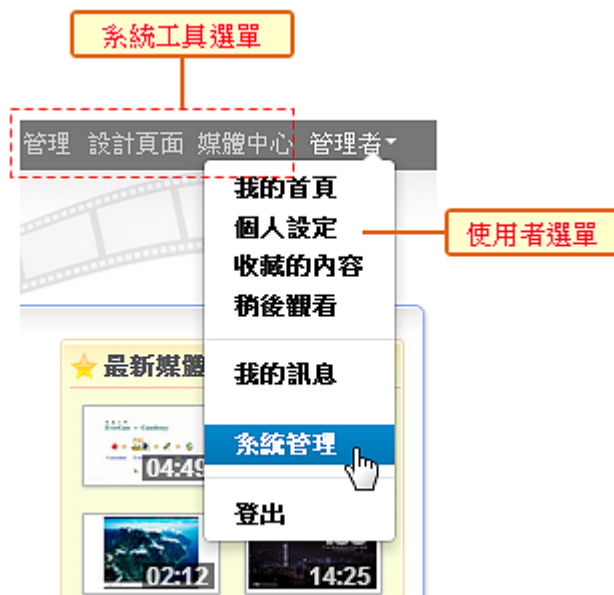 系統工具選單
管理 設計頁面 媒體中心 管理者
我的首頁
個人設定
使用者選單
收藏的內容
稍後觀看
最新媒體
我的訊息
系統管理
04:49
登出
02:12
14:25